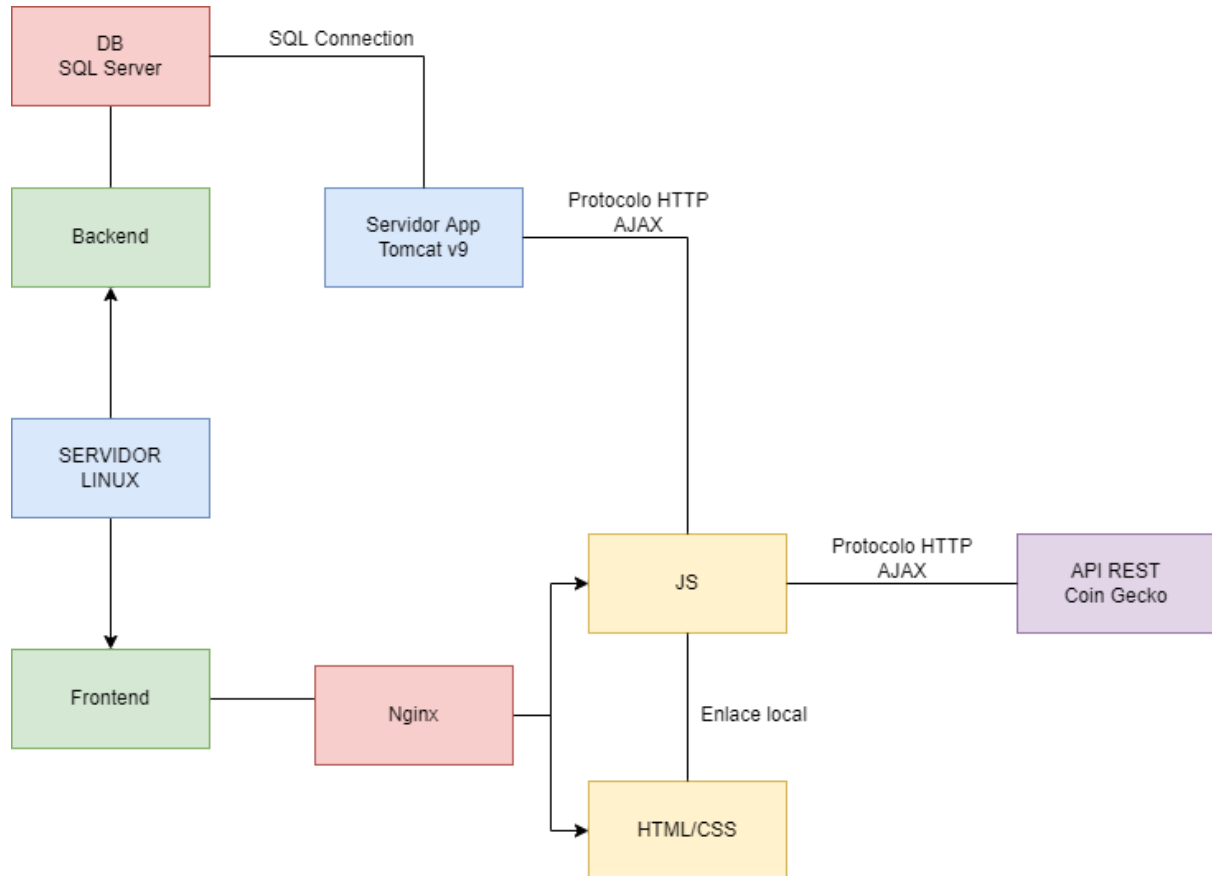 DB
SQL Server
SQL Connection
Backend
Servidor App
Tomcat v9
Protocolo HTTP
AJAX
SERVIDOR
LINUX
JS
Protocolo HTTP
AJAX
API REST
Coin Gecko
Frontend
Nginx
Enlace local
HTML/CSS